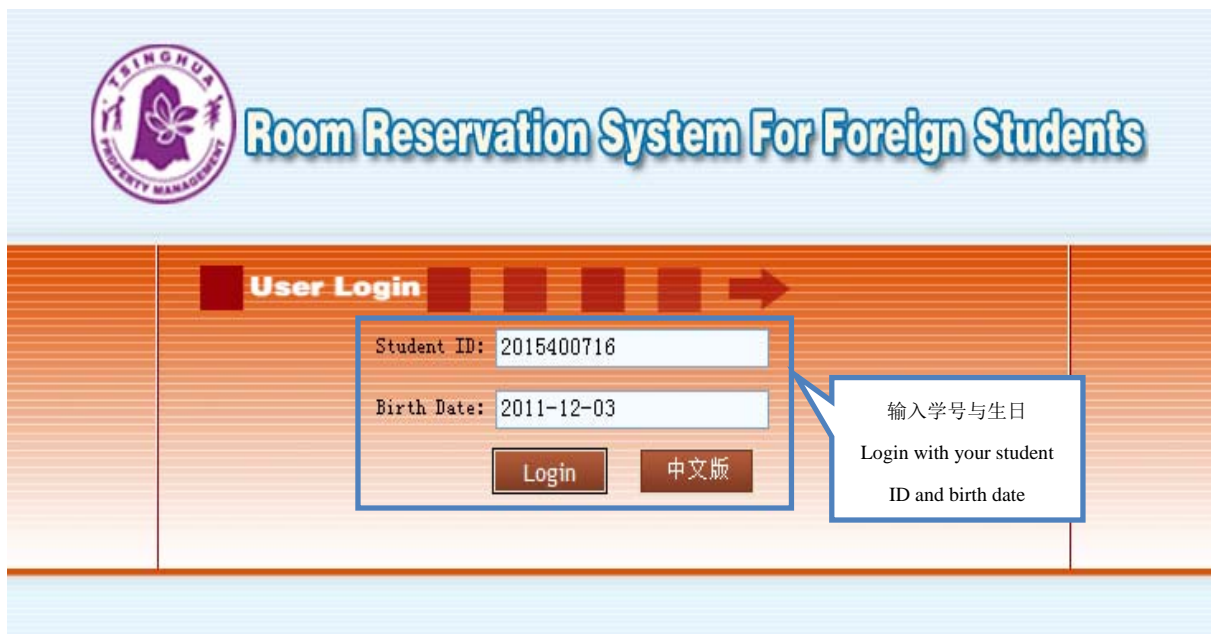 TSINGHUA
清 華
PROPERTY MANAGEMENT
Room Reservation System For Foreign Students
User Login
Student ID: 2015400716
Birth Date: 2011-12-03
Login 中文版
输入学号与生日
Login with your student
ID and birth date